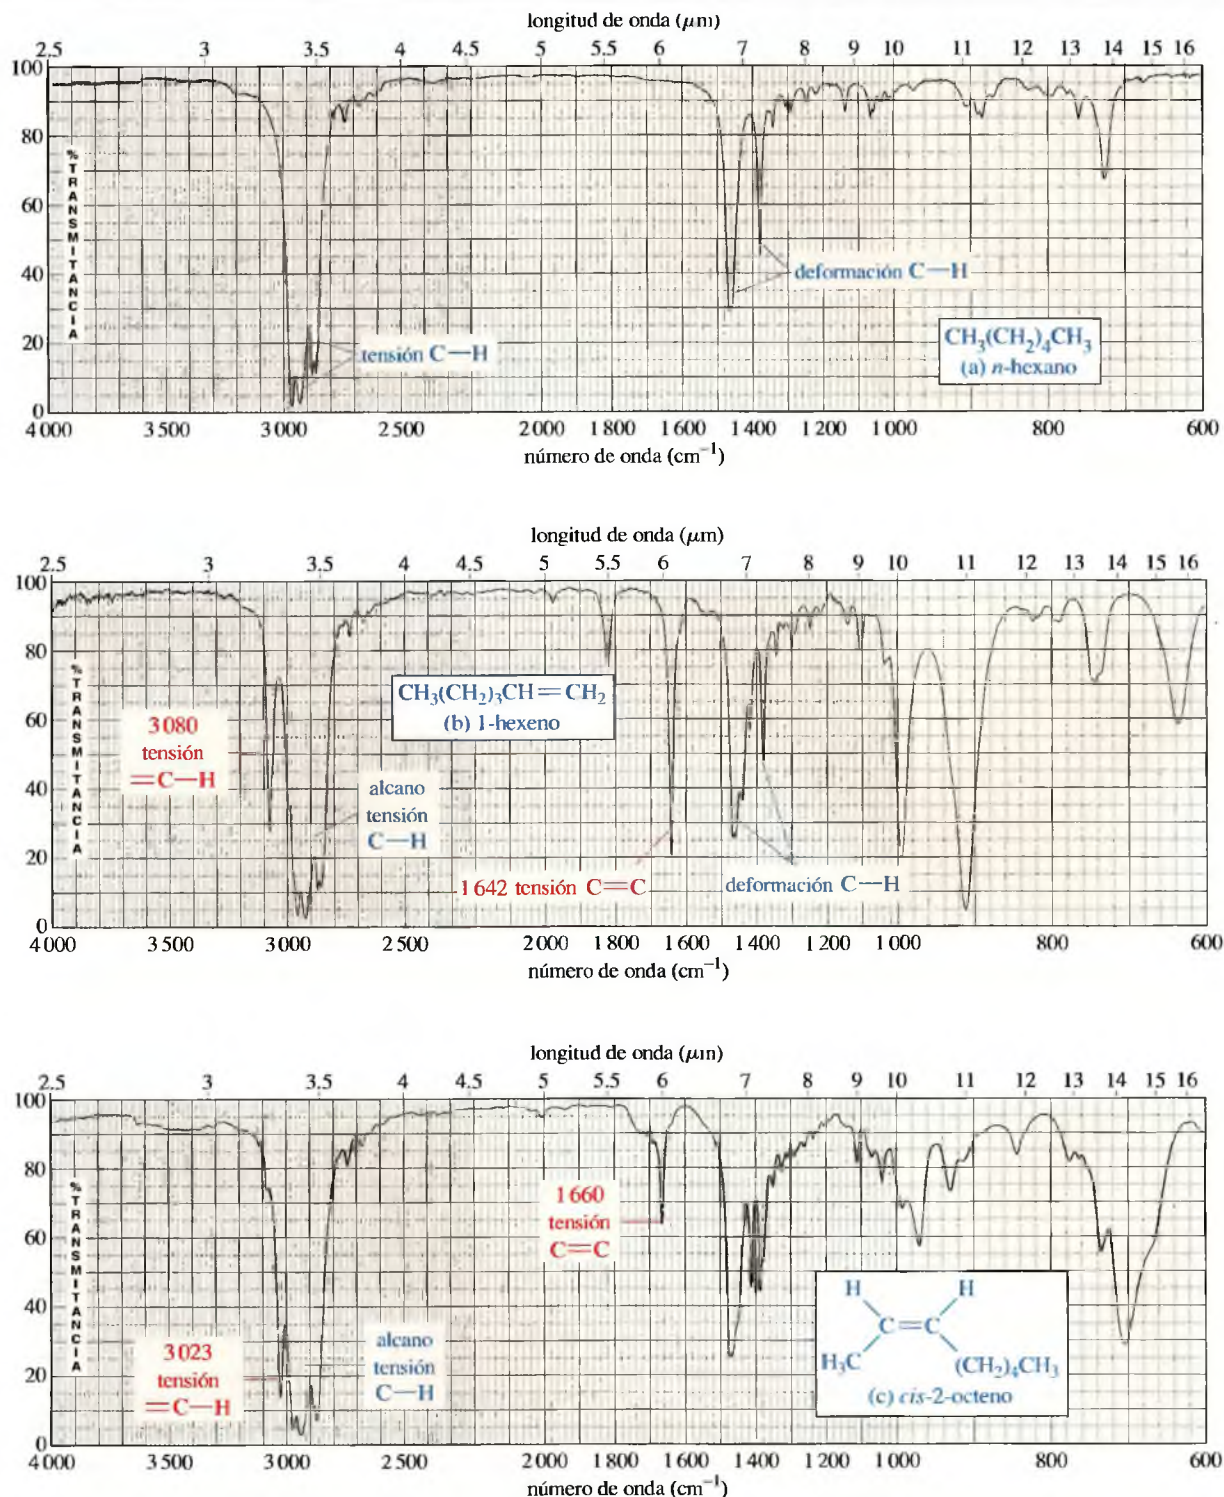 longitud de onda (μm)
2.5 3 3.5 4 4.5 5 5.5 6 7 8 9 10 11 12 13 14 15 16
100
80
60
40
20
0
%TRANSMITANCIA
tensión C—H
deformación C—H
CH₃(CH₂)₄CH₃
(a) n-hexano
4 000 3 500 3 000 2 500 2 000 1 800 1 600 1 400 1 200 1 000 800 600
número de onda (cm⁻¹)
longitud de onda (μm)
2.5 3 3.5 4 4.5 5 5.5 6 7 8 9 10 11 12 13 14 15 16
100
80
60
40
20
0
%TRANSMITANCIA
3 080
tensión
=C—H
alcano
tensión
C—H
CH₃(CH₂)₃CH=CH₂
(b) 1-hexeno
1 642 tensión C=C
deformación C—H
4 000 3 500 3 000 2 500 2 000 1 800 1 600 1 400 1 200 1 000 800 600
número de onda (cm⁻¹)
longitud de onda (μm)
2.5 3 3.5 4 4.5 5 5.5 6 7 8 9 10 11 12 13 14 15 16
100
80
60
40
20
0
%TRANSMITANCIA
3 023
tensión
=C—H
alcano
tensión
C—H
1 660
tensión
C=C
H H
C=C
H₃C (CH₂)₄CH₃
(c) cis-2-octeno
4 000 3 500 3 000 2 500 2 000 1 800 1 600 1 400 1 200 1 000 800 600
número de onda (cm⁻¹)